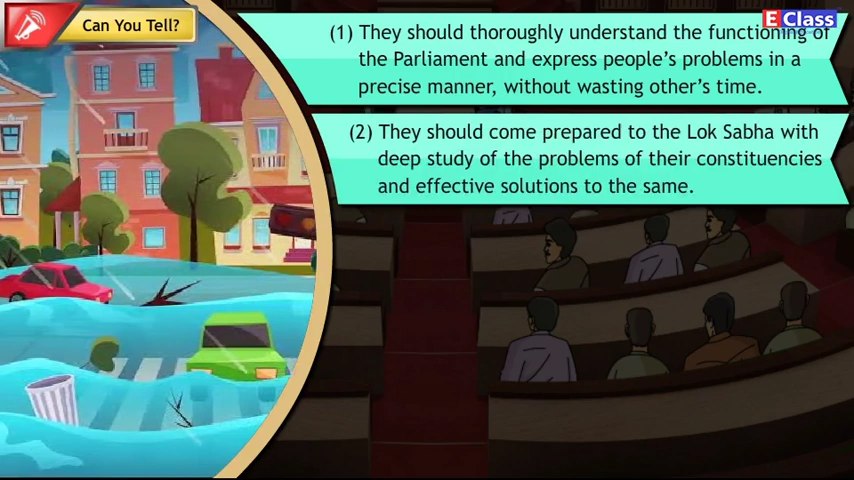 Can You Tell?
E Class
(1) They should thoroughly understand the functioning of
the Parliament and express people's problems in a
precise manner, without wasting other's time.
(2) They should come prepared to the Lok Sabha with
deep study of the problems of their constituencies
and effective solutions to the same.